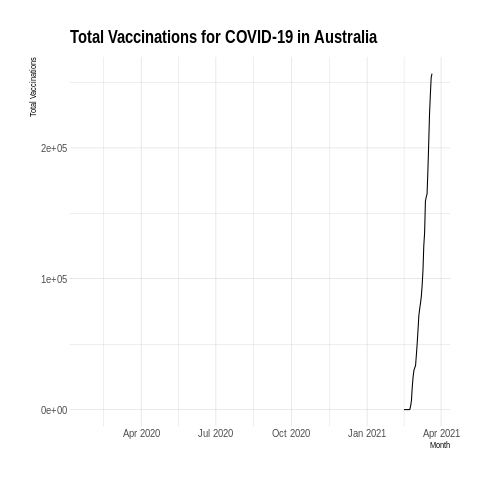 Total Vaccinations for COVID-19 in Australia
Total Vaccinations
2e+05
1e+05
0e+00
Apr 2020 Jul 2020 Oct 2020 Jan 2021 Apr 2021
Month